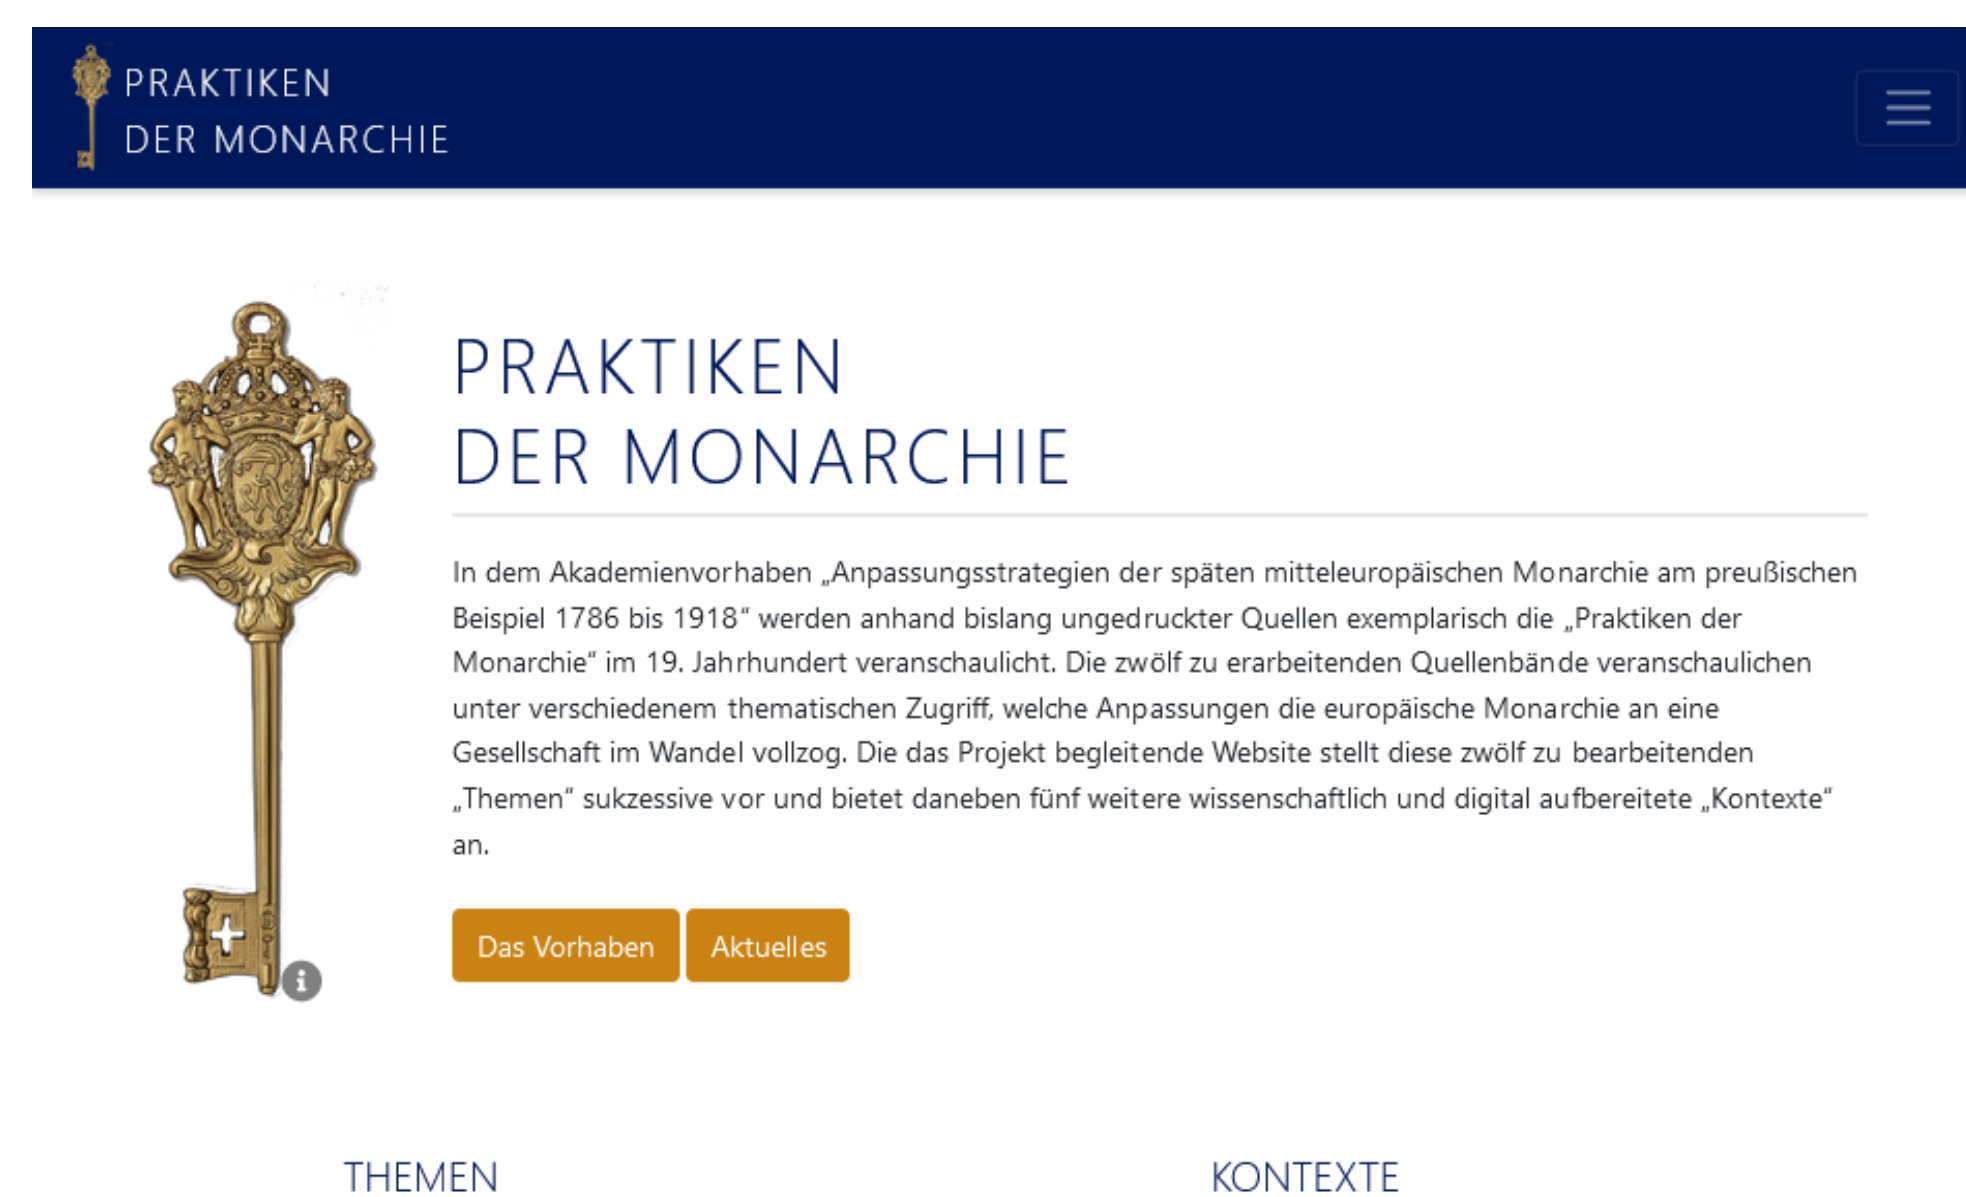 PRAKTIKEN
DER MONARCHIE
PRAKTIKEN
DER MONARCHIE
In dem Akademienvorhaben „Anpassungsstrategien der späten mitteleuropäischen Monarchie am preußischen
Beispiel 1786 bis 1918“ werden anhand bislang ungedruckter Quellen exemplarisch die „Praktiken der
Monarchie“ im 19. Jahrhundert veranschaulicht. Die zwölf zu erarbeitenden Quellenbände veranschaulichen
unter verschiedenem thematischen Zugriff, welche Anpassungen die europäische Monarchie an eine
Gesellschaft im Wandel vollzog. Die das Projekt begleitende Website stellt diese zwölf zu bearbeitenden
„Themen“ sukzessive vor und bietet daneben fünf weitere wissenschaftlich und digital aufbereitete „Kontexte“
an.
Das Vorhaben
Aktuelles
THEMEN
KONTEXTE